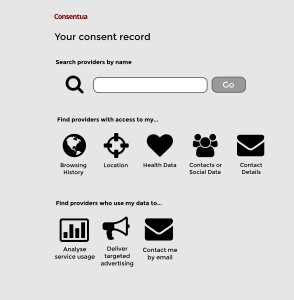 Consentua
Your consent record
Search providers by name
Go
Find providers with access to my...
Browsing
History
Location
Health Data
Contacts or
Social Data
Contact
Details
Find providers who use my data to...
Analyse
service usage
Deliver
targeted
advertising
Contact me
by email